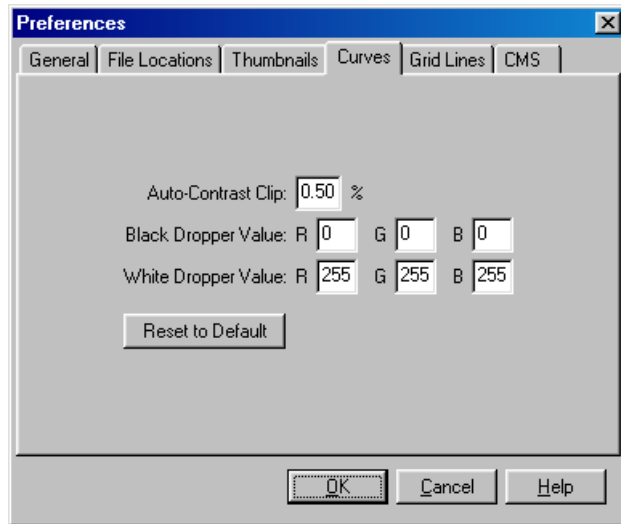 Preferences
General File Locations Thumbnails Curves Grid Lines CMS
Auto-Contrast Clip: 0.50 %
Black Dropper Value: R 0 G 0 B 0
White Dropper Value: R 255 G 255 B 255
Reset to Default
OK Cancel Help